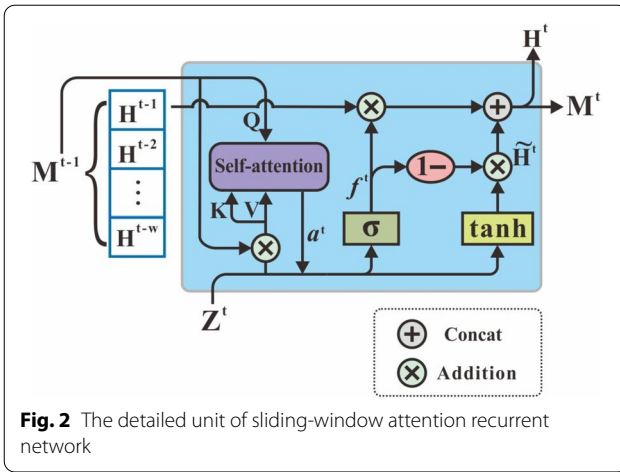 H^t
M^{t-1}
H^{t-1}
H^{t-2}
⋮
H^{t-w}
Q
Self-attention
K
V
a^t
f^t
1−
H̃^t
M^t
σ
tanh
Z^t
Concat
Addition
Fig. 2 The detailed unit of sliding-window attention recurrent
network